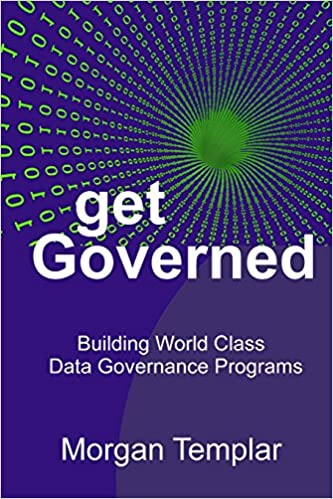 get
Governed
Building World Class
Data Governance Programs
Morgan Templar